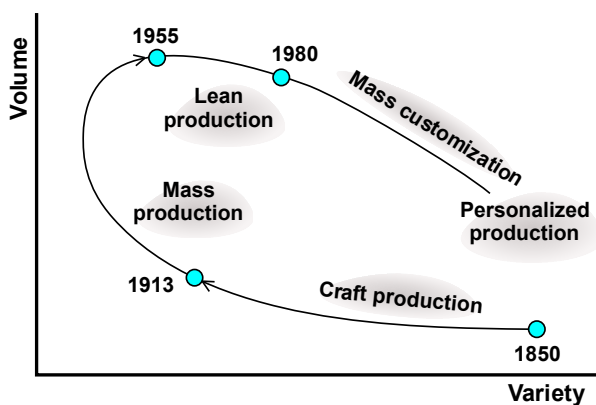 Volume
1955
1980
Lean
production
Mass customization
Mass
production
Personalized
production
1913
Craft production
1850
Variety